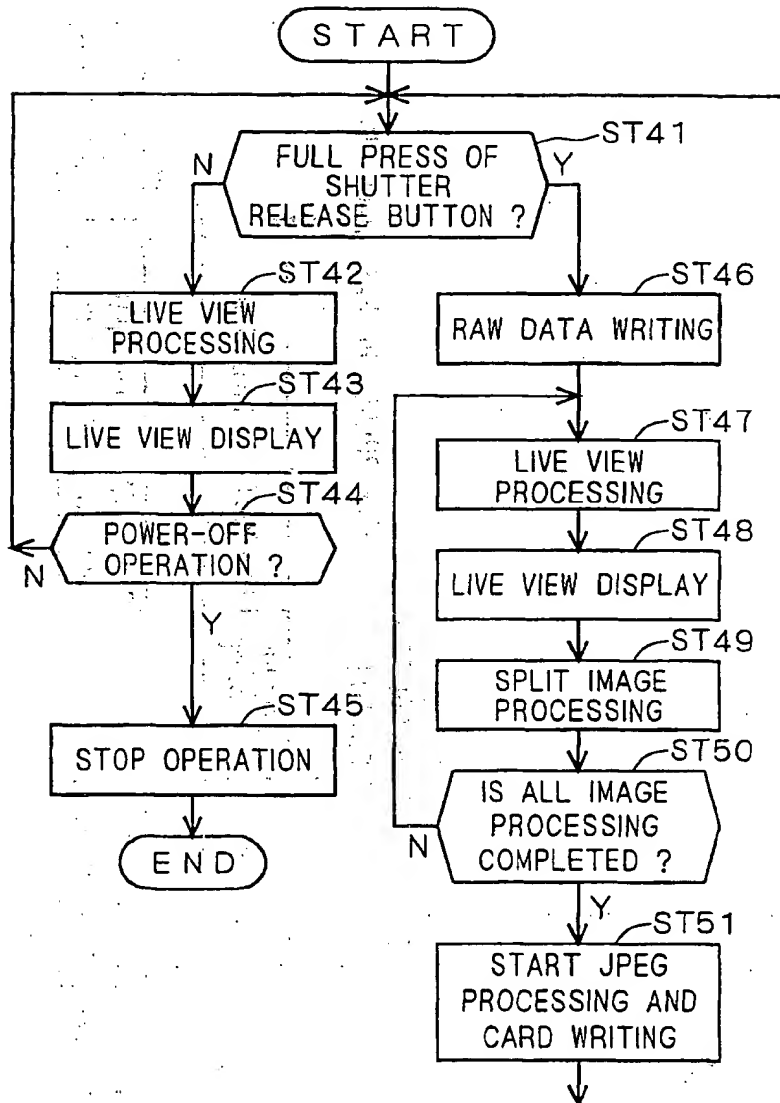 START
ST41
FULL PRESS OF
SHUTTER
RELEASE BUTTON ?
N
Y
ST42
LIVE VIEW
PROCESSING
ST43
LIVE VIEW DISPLAY
ST44
POWER-OFF
OPERATION ?
N
Y
ST45
STOP OPERATION
END
ST46
RAW DATA WRITING
ST47
LIVE VIEW
PROCESSING
ST48
LIVE VIEW DISPLAY
ST49
SPLIT IMAGE
PROCESSING
ST50
IS ALL IMAGE
PROCESSING
COMPLETED ?
N
Y
ST51
START JPEG
PROCESSING AND
CARD WRITING